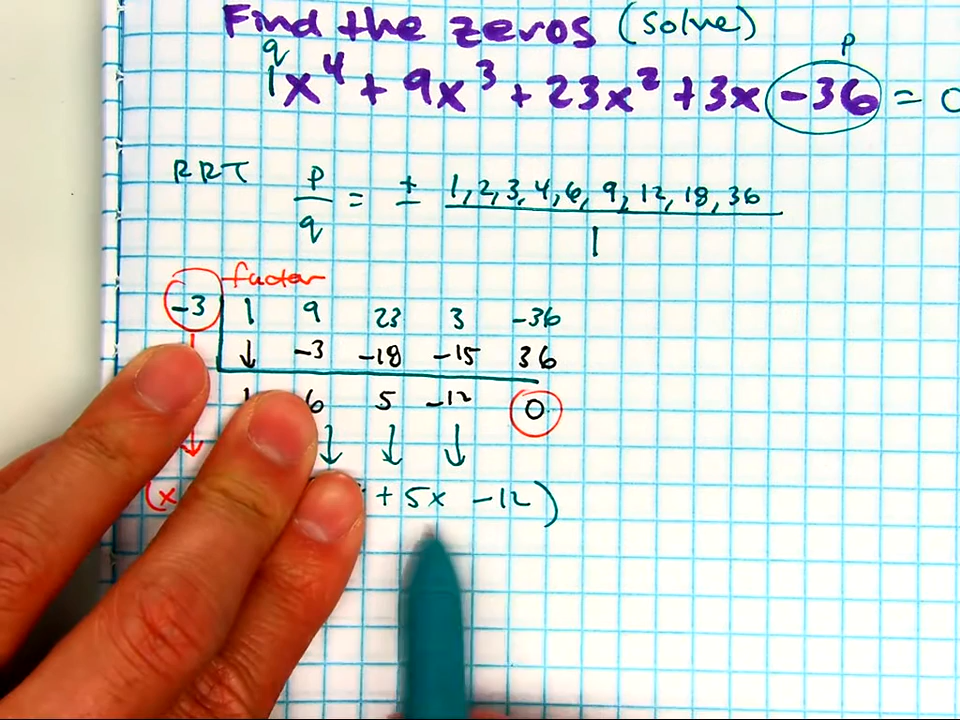 Find the zeros (solve)
q p
1x⁴ + 9x³ + 23x² + 3x - 36 = 0
RRT p/q = ± 1, 2, 3, 4, 6, 9, 12, 18, 36 / 1
factor
-3 1 9 23 3 -36
↓ -3 -18 -15 36
1 6 5 -12 0
↓ ↓ ↓ ↓
(x + 5x - 12)